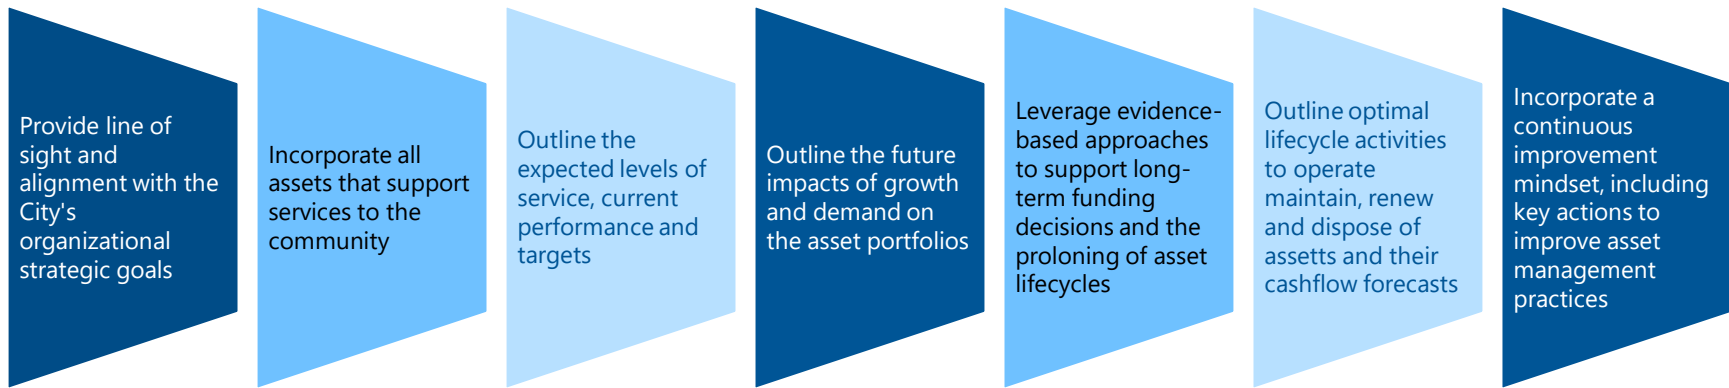 Provide line of
sight and
alignment with the
City's
organizational
strategic goals
Incorporate all
assets that support
services to the
community
Outline the
expected levels of
service, current
performance and
targets
Outline the future
impacts of growth
and demand on
the asset portfolios
Leverage evidence-
based approaches
to support long-
term funding
decisions and the
proloning of asset
lifecycles
Outline optimal
lifecycle activities
to operate
maintain, renew
and dispose of
assetts and their
cashflow forecasts
Incorporate a
continuous
improvement
mindset, including
key actions to
improve asset
management
practices